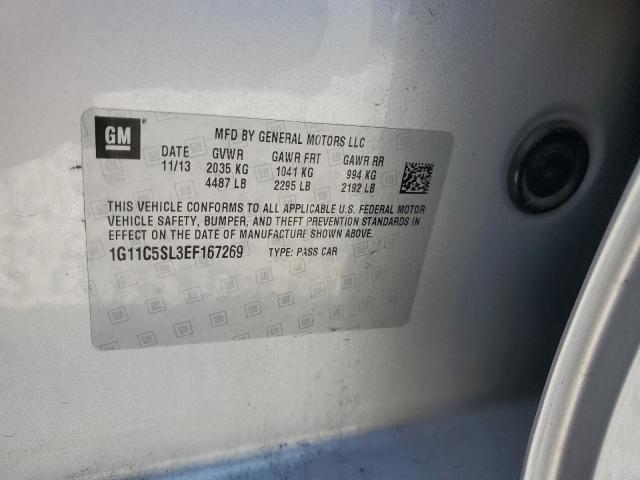 GM
MFD BY GENERAL MOTORS LLC
DATE GVWR GAWR FRT GAWR RR
11/13 2035 KG 1041 KG 994 KG
4487 LB 2295 LB 2192 LB
THIS VEHICLE CONFORMS TO ALL APPLICABLE U.S. FEDERAL MOTOR
VEHICLE SAFETY, BUMPER, AND THEFT PREVENTION STANDARDS IN
EFFECT ON THE DATE OF MANUFACTURE SHOWN ABOVE.
1G11C5SL3EF167269 TYPE: PASS CAR